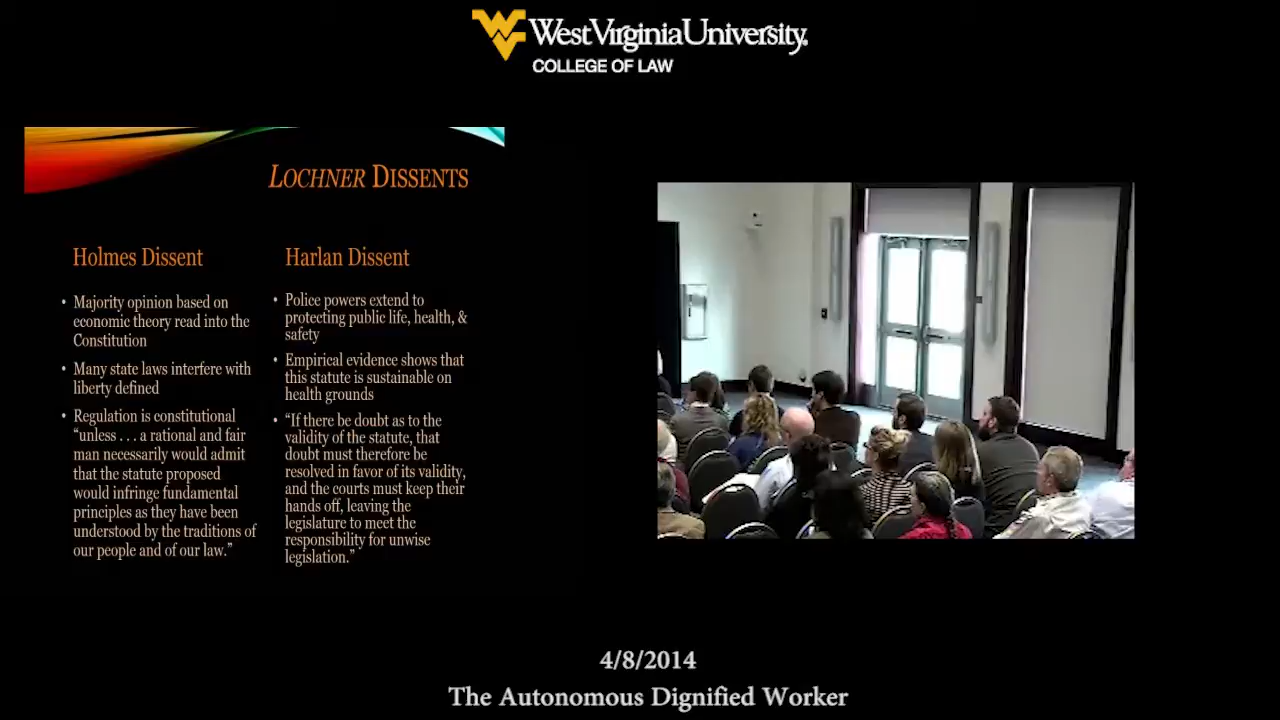 West Virginia University.
COLLEGE OF LAW
LOCHNER DISSENTS
Holmes Dissent
• Majority opinion based on
economic theory read into the
Constitution
• Many state laws interfere with
liberty defined
• Regulation is constitutional
“unless . . . a rational and fair
man necessarily would admit
that the statute proposed
would infringe fundamental
principles as they have been
understood by the traditions of
our people and of our law.”
Harlan Dissent
• Police powers extend to
protecting public life, health, &
safety
• Empirical evidence shows that
this statute is sustainable on
health grounds
• “If there be doubt as to the
validity of the statute, that
doubt must therefore be
resolved in favor of its validity,
and the courts must keep their
hands off, leaving the
legislature to meet the
responsibility for unwise
legislation.”
4/8/2014
The Autonomous Dignified Worker